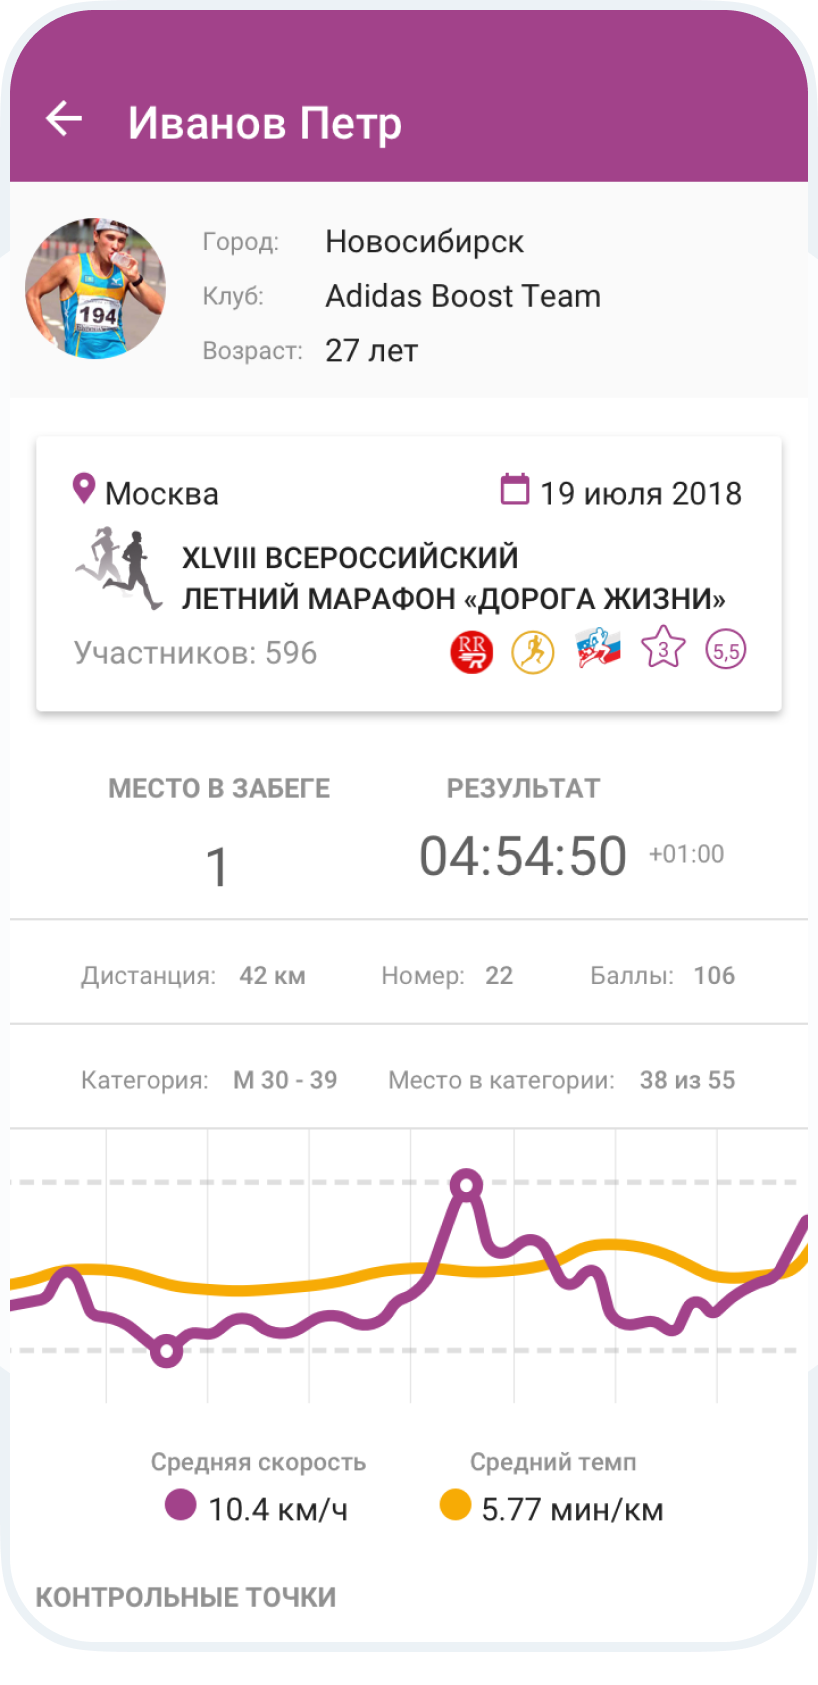 Иванов Петр
194
Город: Новосибирск
Клуб: Adidas Boost Team
Возраст: 27 лет
Москва 19 июля 2018
XLVIII ВСЕРОССИЙСКИЙ
ЛЕТНИЙ МАРАФОН «ДОРОГА ЖИЗНИ»
Участников: 596 RR 3 5,5
МЕСТО В ЗАБЕГЕ РЕЗУЛЬТАТ
1 04:54:50 +01:00
Дистанция: 42 км Номер: 22 Баллы: 106
Категория: М 30 - 39 Место в категории: 38 из 55
Средняя скорость Средний темп
10.4 км/ч 5.77 мин/км
КОНТРОЛЬНЫЕ ТОЧКИ